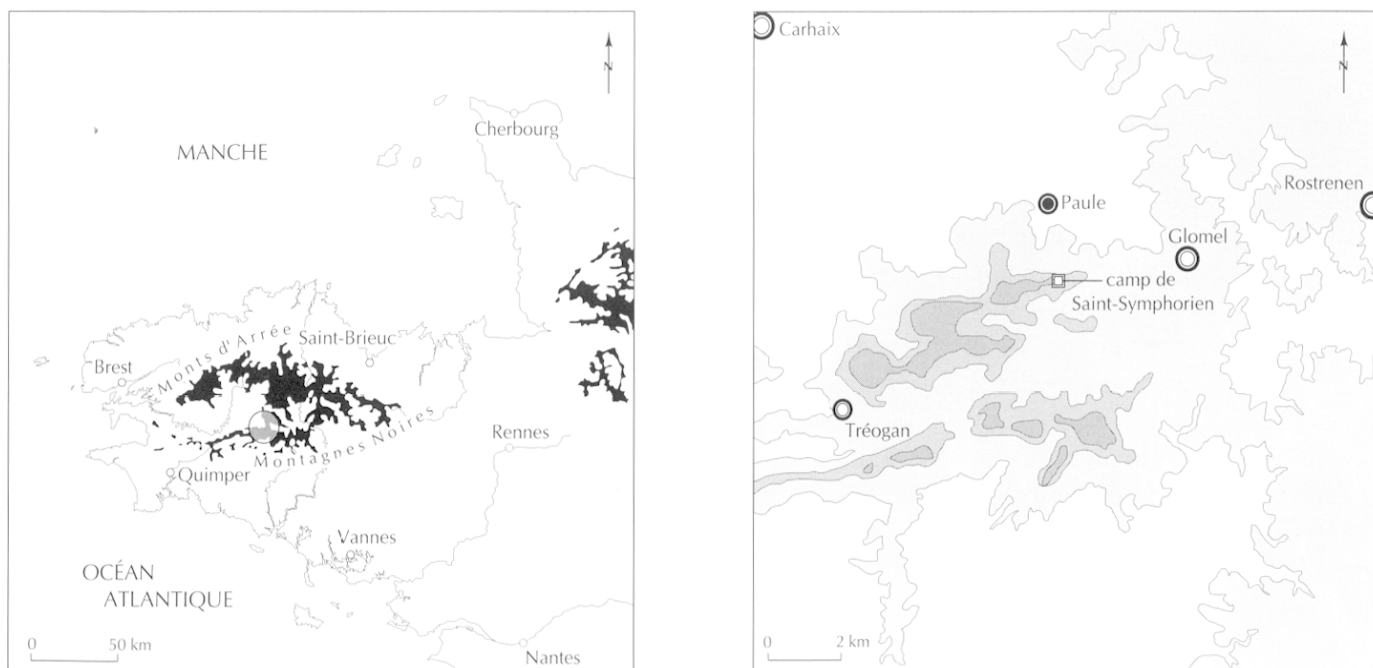 N
Cherbourg
MANCHE
Monts d'Arrée
Saint-Brieuc
Brest
Rennes
Montagnes Noires
Quimper
Vannes
OCÉAN
ATLANTIQUE
0 50 km
Nantes
Carhaix
N
Rostrenen
Paule
Glomel
camp de
Saint-Symphorien
Tréogan
0 2 km